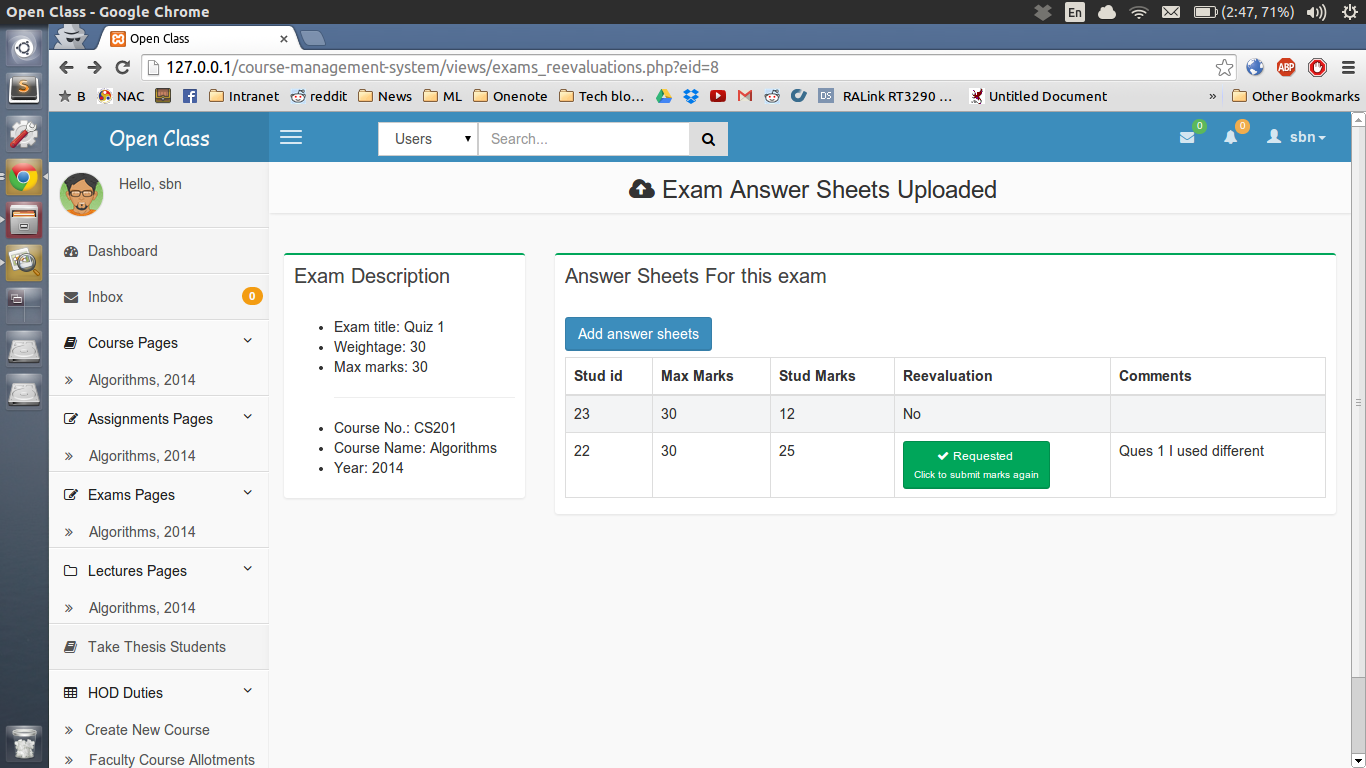 Open Class - Google Chrome
En
(2:47, 71%)
Open Class
127.0.0.1/course-management-system/views/exams_reevaluations.php?eid=8
ABP
B
NAC
Intranet
reddit
News
ML
Onenote
Tech blo...
DS
RALink RT3290 ...
Untitled Document
»
Other Bookmarks
Open Class
Users
Search...
0
0
sbn
Hello, sbn
Dashboard
Inbox
0
Course Pages
Algorithms, 2014
Assignments Pages
Algorithms, 2014
Exams Pages
Algorithms, 2014
Lectures Pages
Algorithms, 2014
Take Thesis Students
HOD Duties
Create New Course
Faculty Course Allotments
Exam Answer Sheets Uploaded
Exam Description
Exam title: Quiz 1
Weightage: 30
Max marks: 30
Course No.: CS201
Course Name: Algorithms
Year: 2014
Answer Sheets For this exam
Add answer sheets
Stud id Max Marks Stud Marks Reevaluation Comments
23 30 12 No
22 30 25 Requested Ques 1 I used different
Click to submit marks again